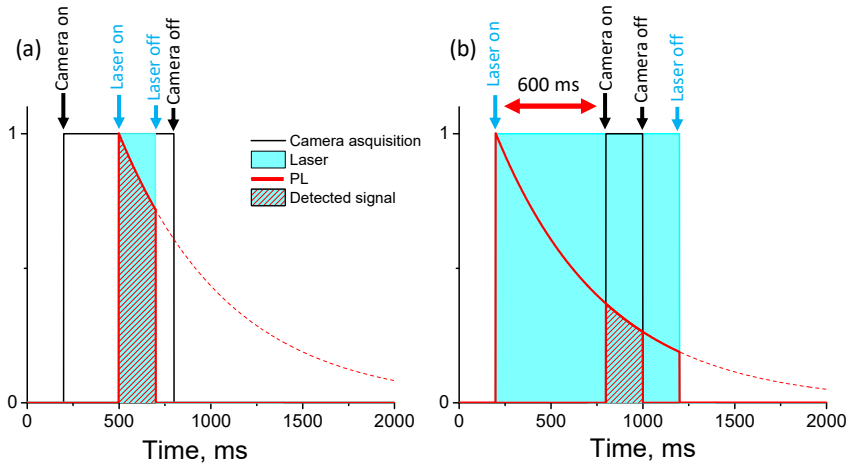 (a)
Camera on
Laser on
Laser off
Camera off
1
0
0
500
1000
1500
2000
Time, ms
Camera asquisition
Laser
PL
Detected signal
(b)
Laser on
600 ms
Camera on
Camera off
Laser off
1
0
0
500
1000
1500
2000
Time, ms